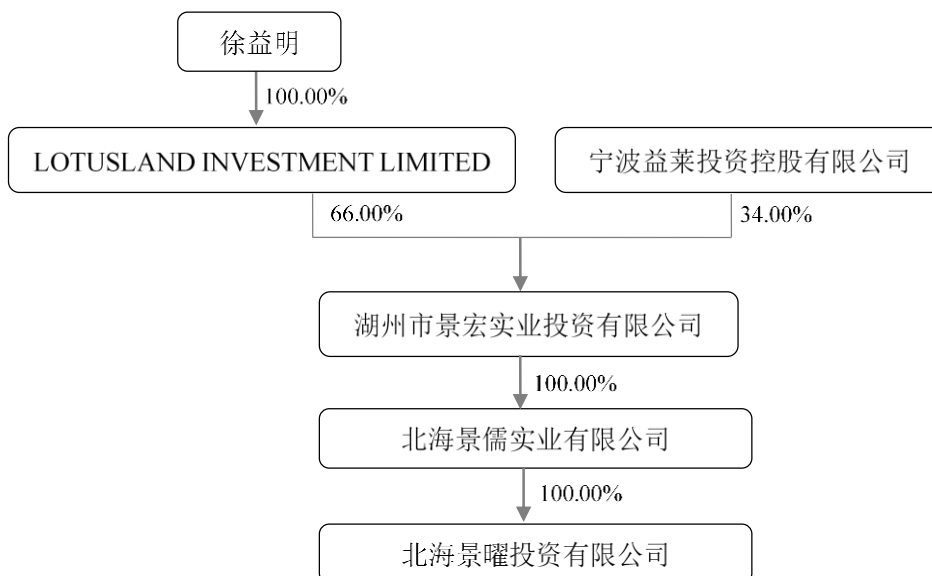 徐益明
100.00%
LOTUSLAND INVESTMENT LIMITED
宁波益莱投资控股有限公司
66.00%
34.00%
湖州市景宏实业投资有限公司
100.00%
北海景儒实业有限公司
100.00%
北海景曜投资有限公司